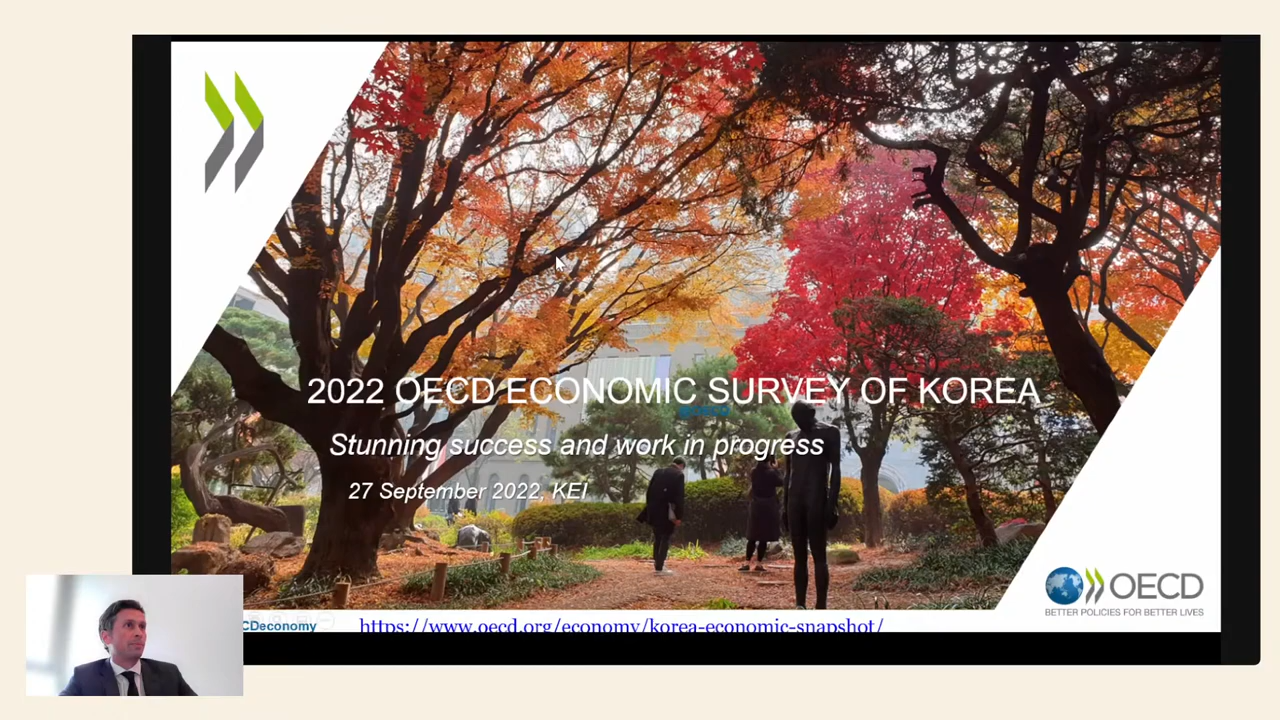 2022 OECD ECONOMIC SURVEY OF KOREA
Stunning success and work in progress
27 September 2022, KEI
OECD
BETTER POLICIES FOR BETTER LIVES
CDeconomy
https://www.oecd.org/economy/korea-economic-snapshot/